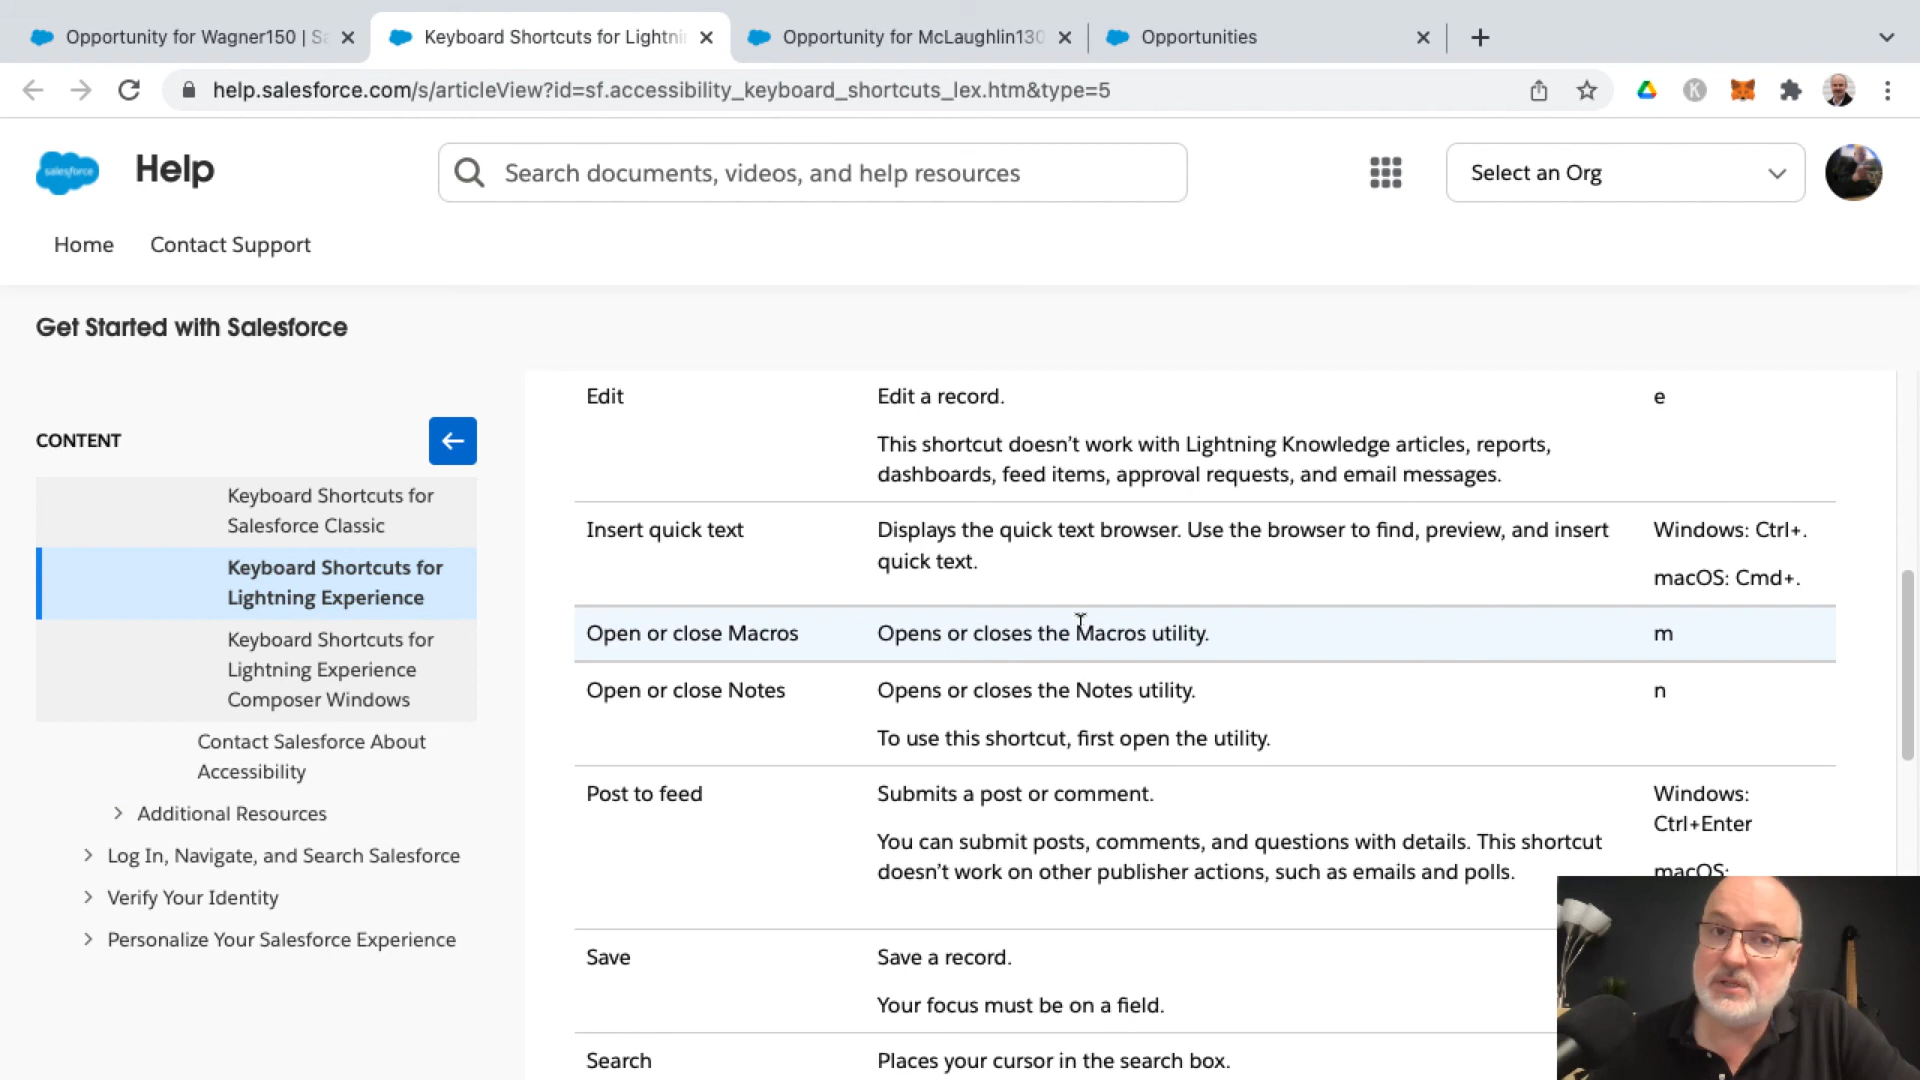 Opportunity for Wagner150 | Sa
Keyboard Shortcuts for Lightni
Opportunity for McLaughlin130
Opportunities
help.salesforce.com/s/articleView?id=sf.accessibility_keyboard_shortcuts_lex.htm&type=5
K
salesforce
Help
Search documents, videos, and help resources
Select an Org
Home
Contact Support
Get Started with Salesforce
CONTENT
Keyboard Shortcuts for
Salesforce Classic
Keyboard Shortcuts for
Lightning Experience
Keyboard Shortcuts for
Lightning Experience
Composer Windows
Contact Salesforce About
Accessibility
Additional Resources
Log In, Navigate, and Search Salesforce
Verify Your Identity
Personalize Your Salesforce Experience
Edit
Edit a record.
e
This shortcut doesn't work with Lightning Knowledge articles, reports,
dashboards, feed items, approval requests, and email messages.
Insert quick text
Displays the quick text browser. Use the browser to find, preview, and insert
quick text.
Windows: Ctrl+.
macOS: Cmd+.
Open or close Macros
Opens or closes the Macros utility.
m
Open or close Notes
Opens or closes the Notes utility.
n
To use this shortcut, first open the utility.
Post to feed
Submits a post or comment.
Windows:
Ctrl+Enter
You can submit posts, comments, and questions with details. This shortcut
doesn't work on other publisher actions, such as emails and polls.
macOS:
Save
Save a record.
Your focus must be on a field.
Search
Places your cursor in the search box.